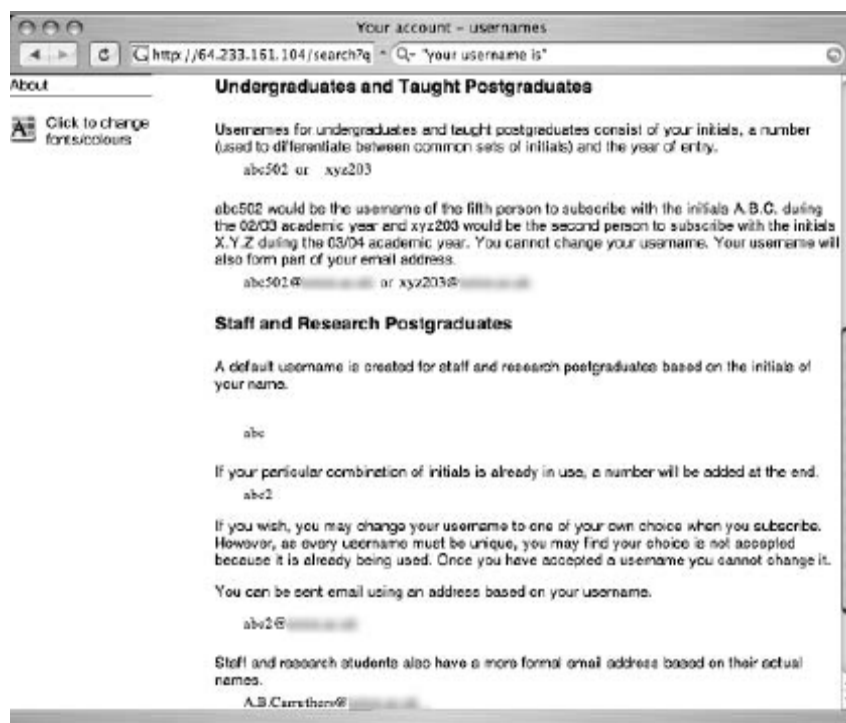 Your account – usernames
http://64.233.161.104/search?q
Q- "your username is"
About
Click to change
fonts/colours
Undergraduates and Taught Postgraduates
Usernames for undergraduates and taught postgraduates consist of your initials, a number
(used to differentiate between common sets of initials) and the year of entry.
abc502 or xyz203
abc502 would be the username of the fifth person to subscribe with the initials A.B.C. during
the 02/03 academic year and xyz203 would be the second person to subscribe with the initials
X.Y.Z during the 03/04 academic year. You cannot change your username. Your username will
also form part of your email address.
abc502@ or xyz203@
Staff and Research Postgraduates
A default username is created for staff and research postgraduates based on the initials of
your name.
abc
If your particular combination of initials is already in use, a number will be added at the end.
abc2
If you wish, you may change your username to one of your own choice when you subscribe.
However, as every username must be unique, you may find your choice is not accepted
because it is already being used. Once you have accepted a username you cannot change it.
You can be sent email using an address based on your username.
abc2@
Staff and research students also have a more formal email address based on their actual
names.
A.B.Carruthers@